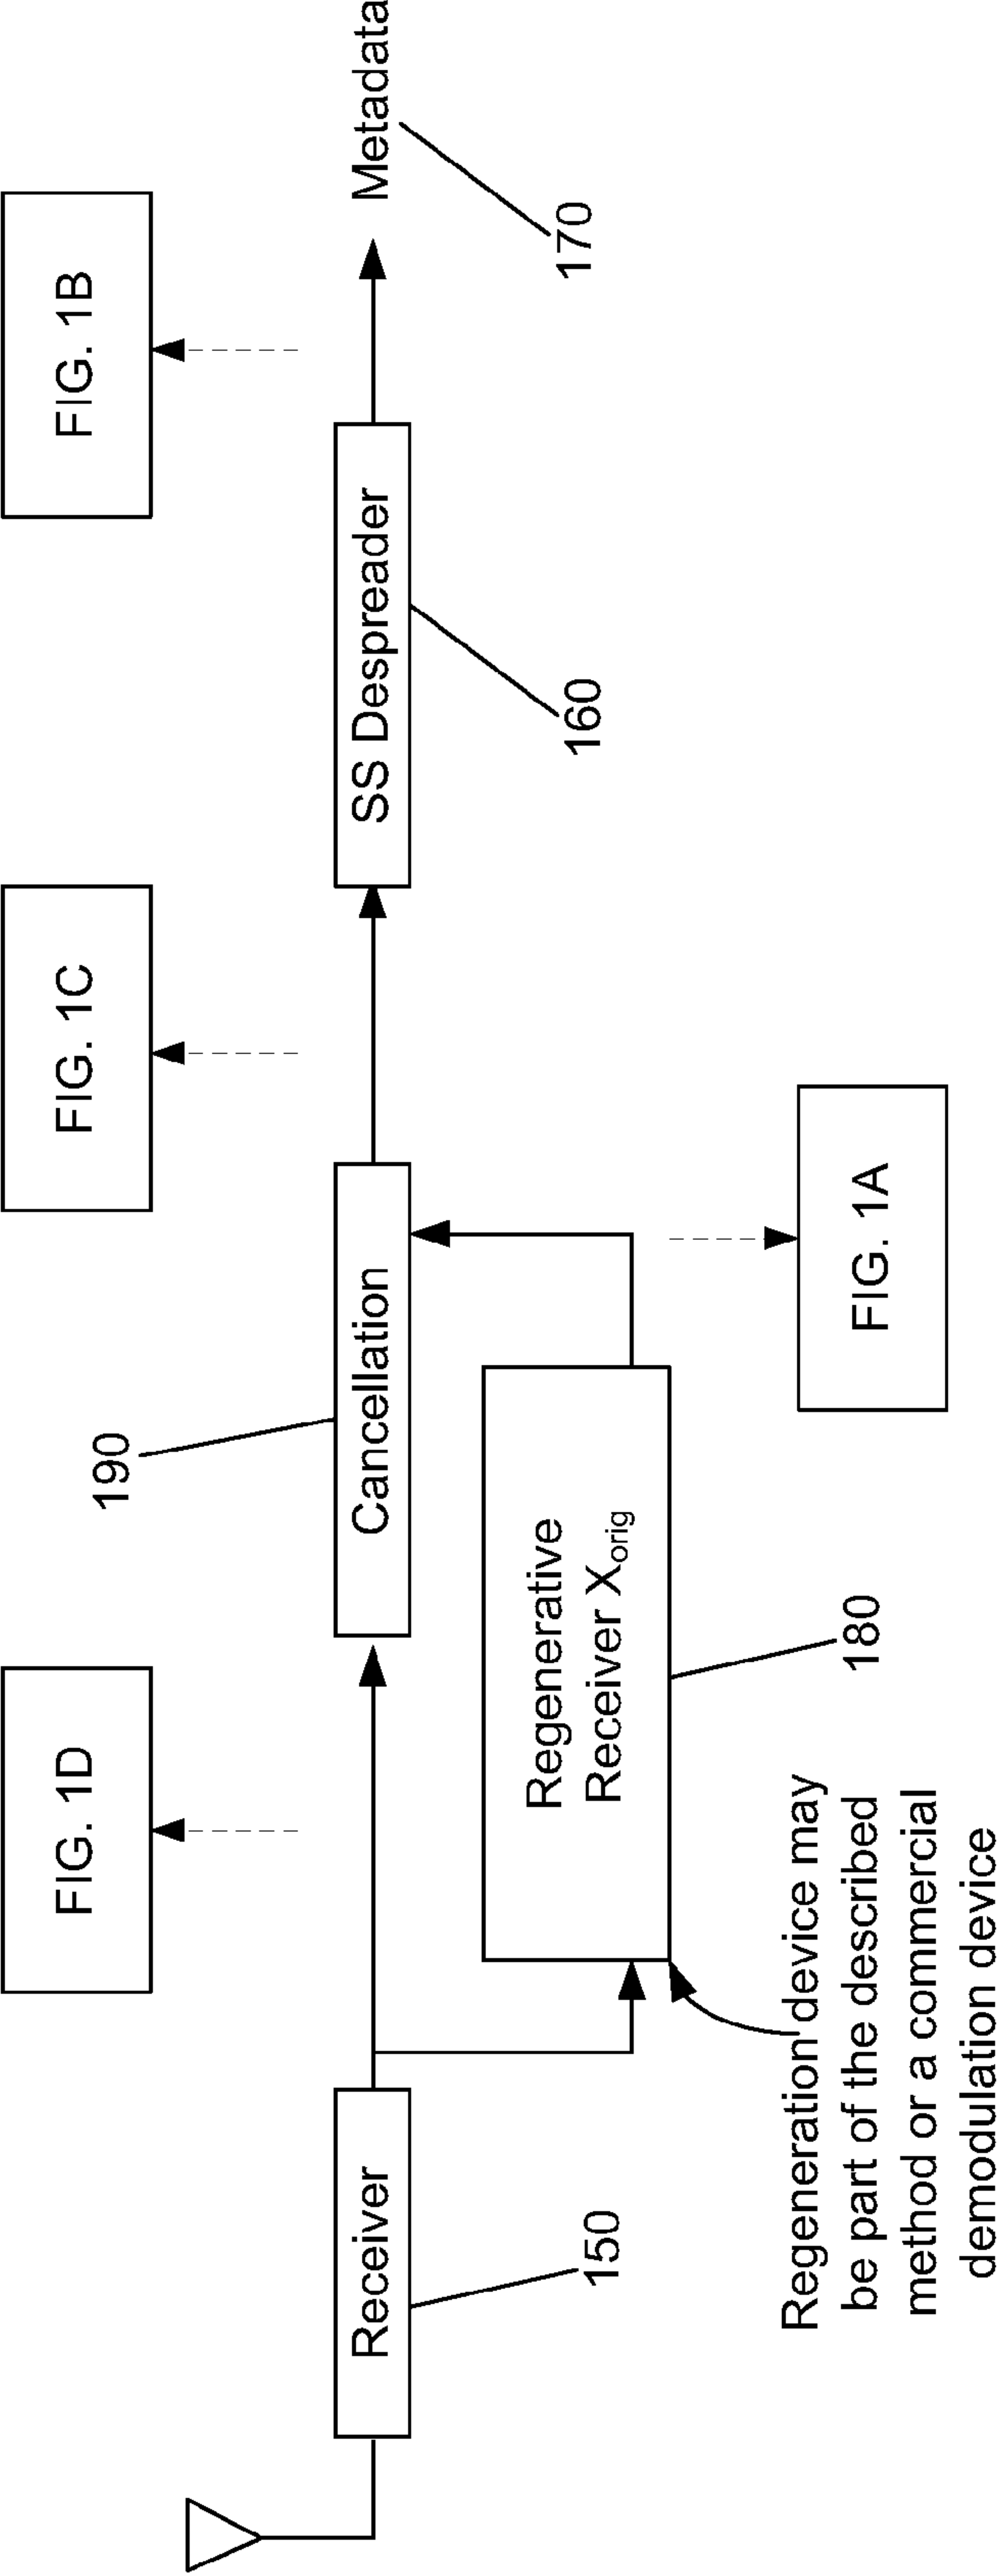 FIG. 1D
FIG. 1C
FIG. 1B
190
Receiver
Cancellation
SS Despreader
Metadata
150
160
170
Regenerative
Receiver Xorig
180
FIG. 1A
Regeneration device may
be part of the described
method or a commercial
demodulation device